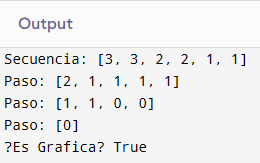 Output
Secuencia: [3, 3, 2, 2, 1, 1]
Paso: [2, 1, 1, 1, 1]
Paso: [1, 1, 0, 0]
Paso: [0]
?Es Grafica? True